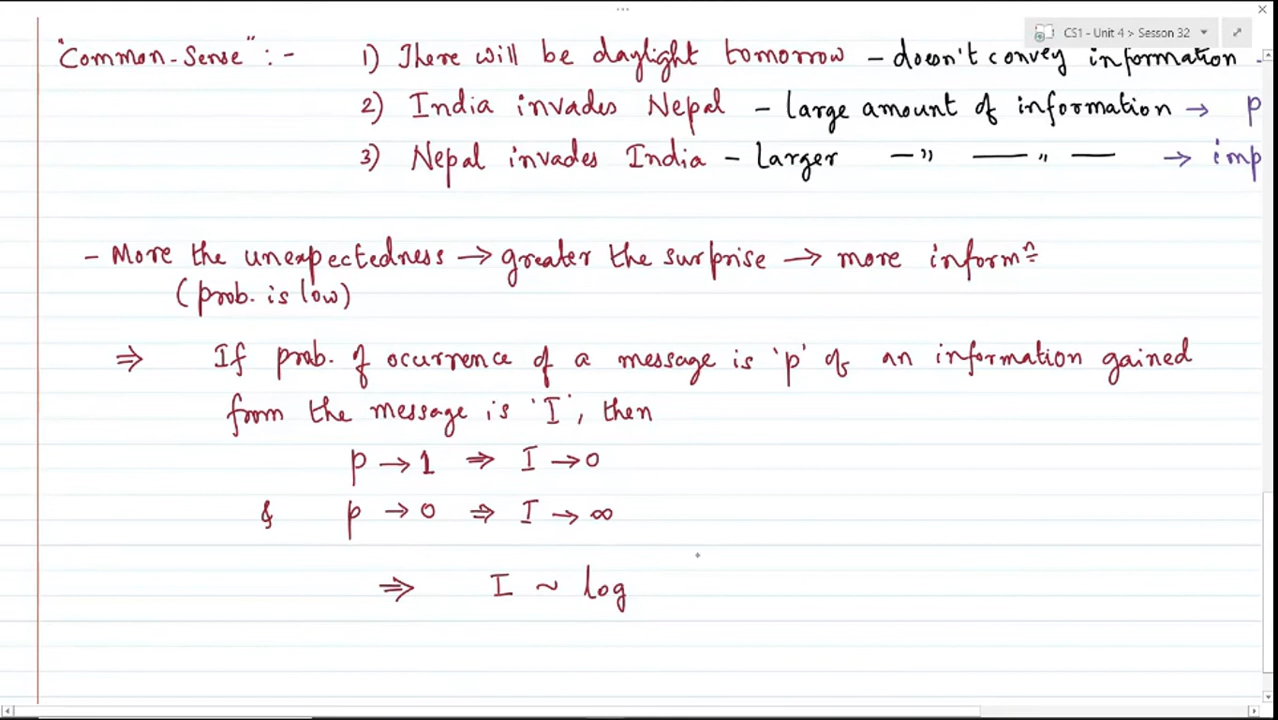 CS1 - Unit 4 > Sesson 32
"Common-Sense" :- 1) There will be daylight tomorrow - doesn't convey information -
2) India invades Nepal - large amount of information → p
3) Nepal invades India - larger —"— —"— → imp
- More the unexpectedness → greater the surprise → more inform=n
(prob. is low)
⇒ If prob. of ocurrence of a message is 'p' & an information gained
from the message is 'I', then
p → 1 ⇒ I → 0
& p → 0 ⇒ I → ∞
⇒ I ~ log